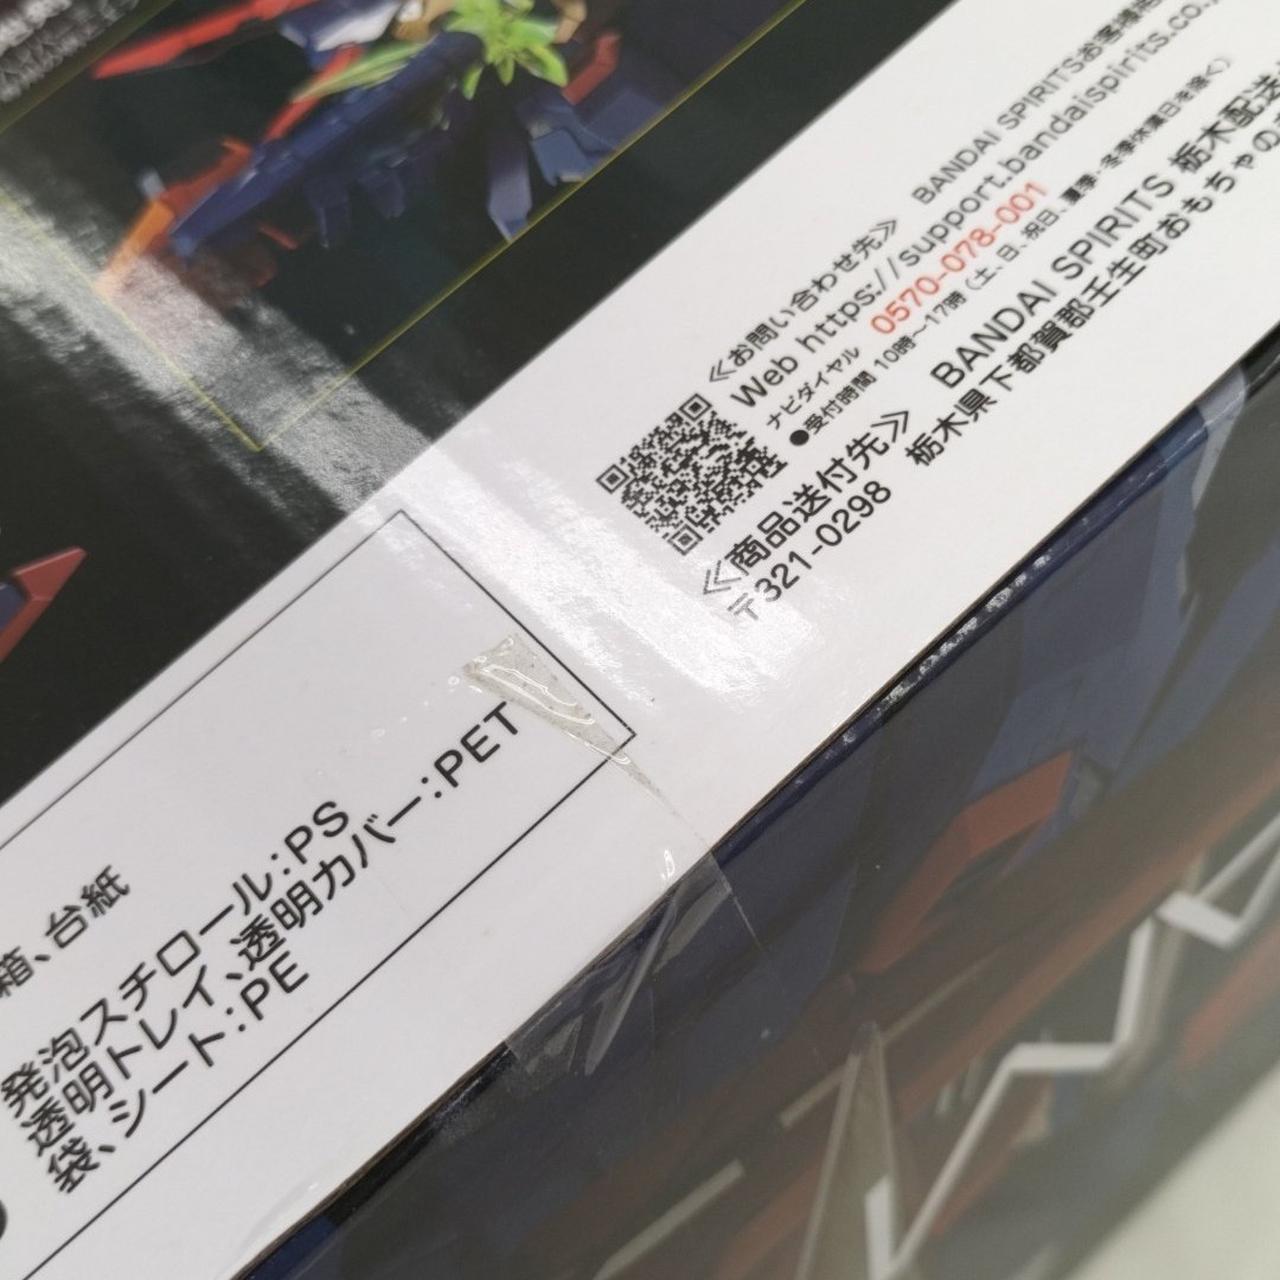 ≪お問い合わせ先≫ BANDAI SPIRITSお客様相
Web https://support.bandaispirits.co.
ナビダイヤル 0570-078-001
●受付時間 10時〜17時(土、日、祝日、夏季・冬季休業日を除く)
≪商品送付先≫ BANDAI SPIRITS 栃木配送
〒321-0298 栃木県下都賀郡壬生町おもちゃの
箱、台紙
発泡スチロール:PS
透明トレイ、透明カバー:PET
袋、シート:PE